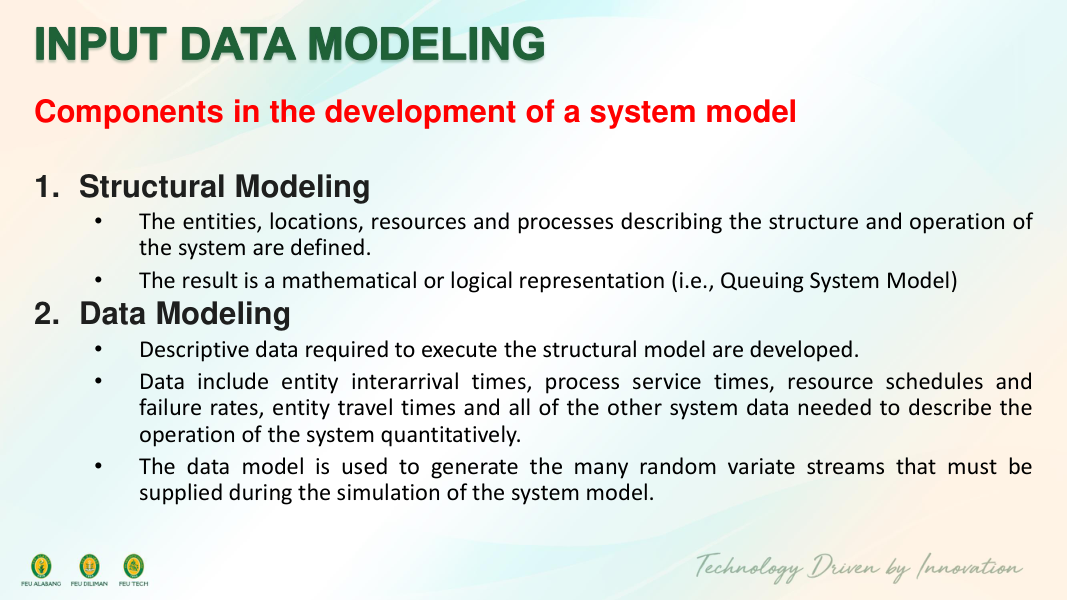 INPUT DATA MODELING
Components in the development of a system model
1. Structural Modeling
• The entities, locations, resources and processes describing the structure and operation of
the system are defined.
• The result is a mathematical or logical representation (i.e., Queuing System Model)
2. Data Modeling
• Descriptive data required to execute the structural model are developed.
• Data include entity interarrival times, process service times, resource schedules and
failure rates, entity travel times and all of the other system data needed to describe the
operation of the system quantitatively.
• The data model is used to generate the many random variate streams that must be
supplied during the simulation of the system model.
FEU ALABANG FEU DILIMAN FEU TECH
Technology Driven by Innovation